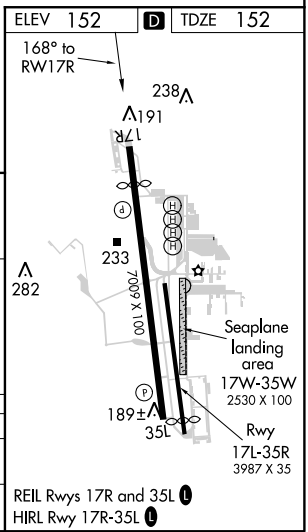 ELEV 152 D TDZE 152
168° to
RW17R
238
191
17R
P
H
H
H
H
233
282
7009 X 100
Seaplane
landing
area
17W-35W
2530 X 100
P
189±
35L
Rwy
17L-35R
3987 X 35
REIL Rwys 17R and 35L L
HIRL Rwy 17R-35L L